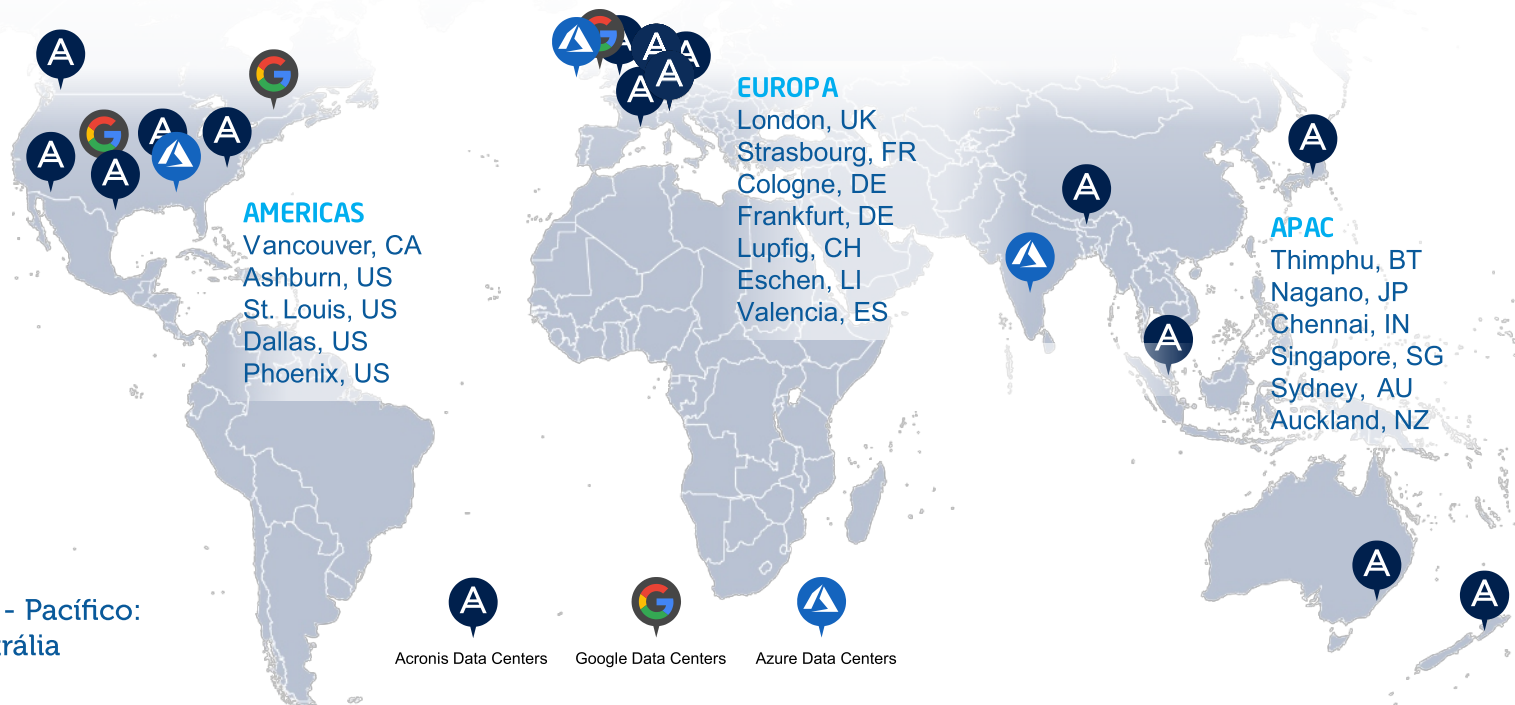 AMERICAS
Vancouver, CA
Ashburn, US
St. Louis, US
Dallas, US
Phoenix, US
EUROPA
London, UK
Strasbourg, FR
Cologne, DE
Frankfurt, DE
Lupfig, CH
Eschen, LI
Valencia, ES
APAC
Thimphu, BT
Nagano, JP
Chennai, IN
Singapore, SG
Sydney, AU
Auckland, NZ
- Pacífico:
trália
Acronis Data Centers
Google Data Centers
Azure Data Centers